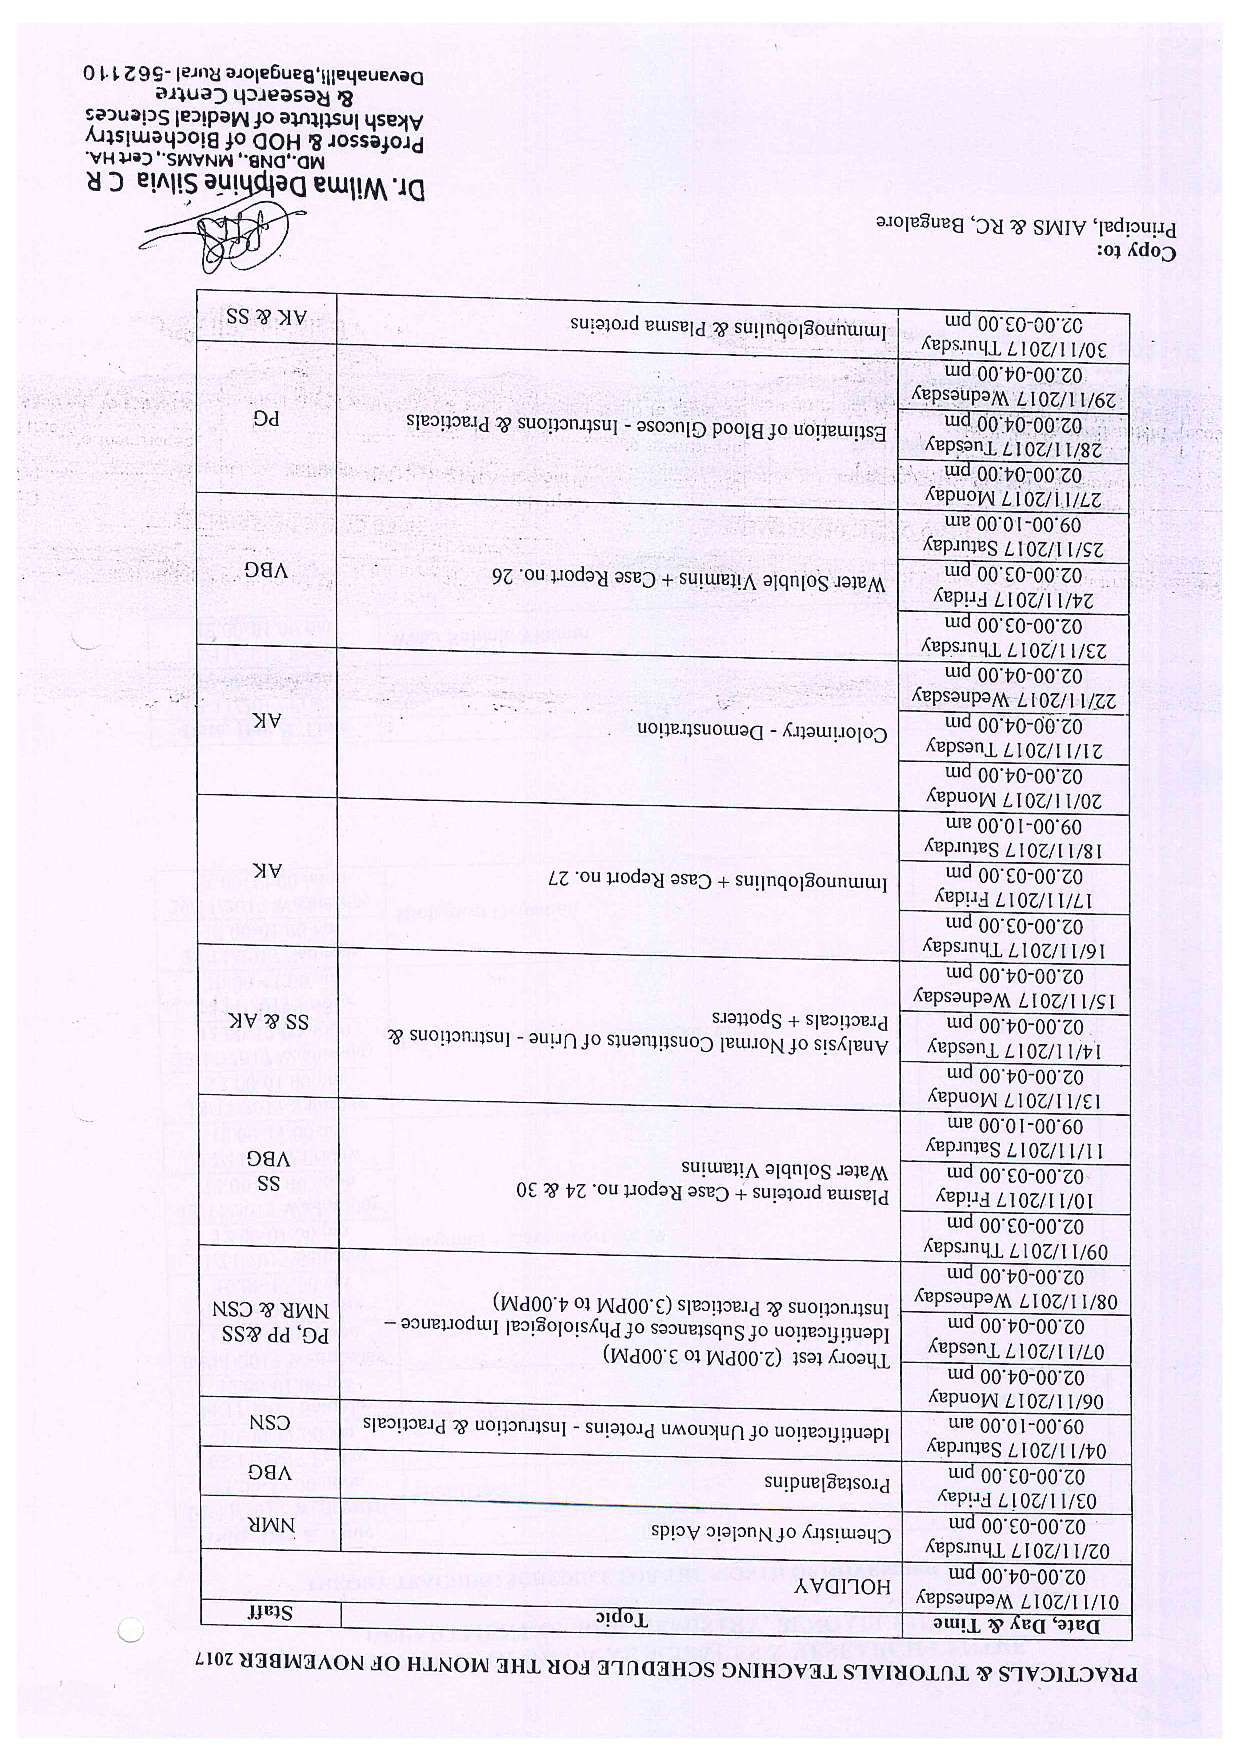 PRACTICALS & TUTORIALS TEACHING SCHEDULE FOR THE MONTH OF NOVEMBER 2017
Date, Day & Time Topic Staff
01/11/2017 Wednesday
02.00-04.00 pm
HOLIDAY
02/11/2017 Thursday
02.00-03.00 pm
Chemistry of Nucleic Acids
NMR
03/11/2017 Friday
02.00-03.00 pm
Prostaglandins
VBG
04/11/2017 Saturday
09.00-10.00 am
Identification of Unknown Proteins - Instruction & Practicals
CSN
06/11/2017 Monday
02.00-04.00 pm
07/11/2017 Tuesday
02.00-04.00 pm
08/11/2017 Wednesday
02.00-04.00 pm
Theory test (2.00PM to 3.00PM)
Identification of Substances of Physiological Importance –
Instructions & Practicals (3.00PM to 4.00PM)
PG, PP &SS
NMR & CSN
09/11/2017 Thursday
02.00-03.00 pm
10/11/2017 Friday
02.00-03.00 pm
11/11/2017 Saturday
09.00-10.00 am
Plasma proteins + Case Report no. 24 & 30
Water Soluble Vitamins
SS
VBG
13/11/2017 Monday
02.00-04.00 pm
14/11/2017 Tuesday
02.00-04.00 pm
15/11/2017 Wednesday
02.00-04.00 pm
Analysis of Normal Constituents of Urine - Instructions &
Practicals + Spotters
SS & AK
16/11/2017 Thursday
02.00-03.00 pm
17/11/2017 Friday
02.00-03.00 pm
18/11/2017 Saturday
09.00-10.00 am
Immunoglobulins + Case Report no. 27
AK
20/11/2017 Monday
02.00-04.00 pm
21/11/2017 Tuesday
02.00-04.00 pm
22/11/2017 Wednesday
02.00-04.00 pm
Colorimetry - Demonstration
AK
23/11/2017 Thursday
02.00-03.00 pm
24/11/2017 Friday
02.00-03.00 pm
25/11/2017 Saturday
09.00-10.00 am
Water Soluble Vitamins + Case Report no. 26
VBG
27/11/2017 Monday
02.00-04.00 pm
28/11/2017 Tuesday
02.00-04.00 pm
29/11/2017 Wednesday
02.00-04.00 pm
Estimation of Blood Glucose - Instructions & Practicals
PG
30/11/2017 Thursday
02.00-03.00 pm
Immunoglobulins & Plasma proteins
AK & SS
Copy to:
Principal, AIMS & RC, Bangalore
Dr. Wilma Delphine Silvia C R
MD.,DNB., MNAMS., Cert HA.
Professor & HOD of Biochemistry
Akash Institute of Medical Sciences
& Research Centre
Devanahalli,Bangalore Rural -562110